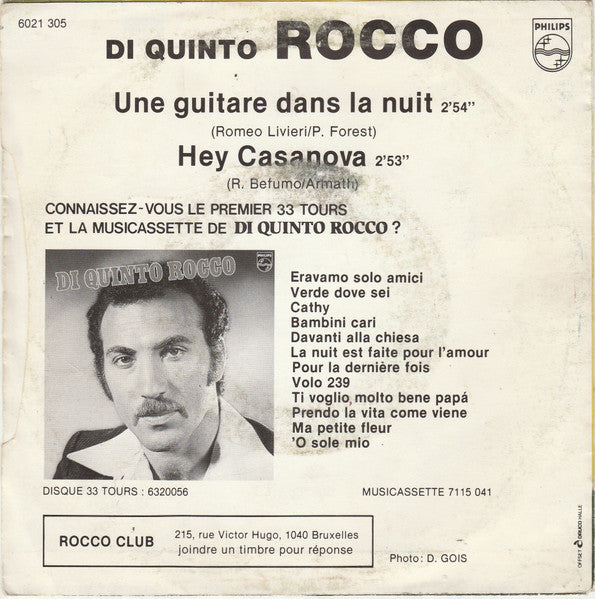 6021 305
DI QUINTO ROCCO
PHILIPS
Une guitare dans la nuit 2'54"
(Romeo Livieri/P. Forest)
Hey Casanova 2'53"
(R. Befumo/Armath)
CONNAISSEZ-VOUS LE PREMIER 33 TOURS
ET LA MUSICASSETTE DE DI QUINTO ROCCO ?
DI QUINTO ROCCO
Eravamo solo amici
Verde dove sei
Cathy
Bambini cari
Davanti alla chiesa
La nuit est faite pour l'amour
Pour la dernière fois
Volo 239
Ti voglio molto bene papá
Prendo la vita come viene
Ma petite fleur
'O sole mio
DISQUE 33 TOURS : 6320056
MUSICASSETTE 7115 041
ROCCO CLUB
215, rue Victor Hugo, 1040 Bruxelles
joindre un timbre pour réponse
Photo: D. GOIS
OFFSET DRUCO HALLE